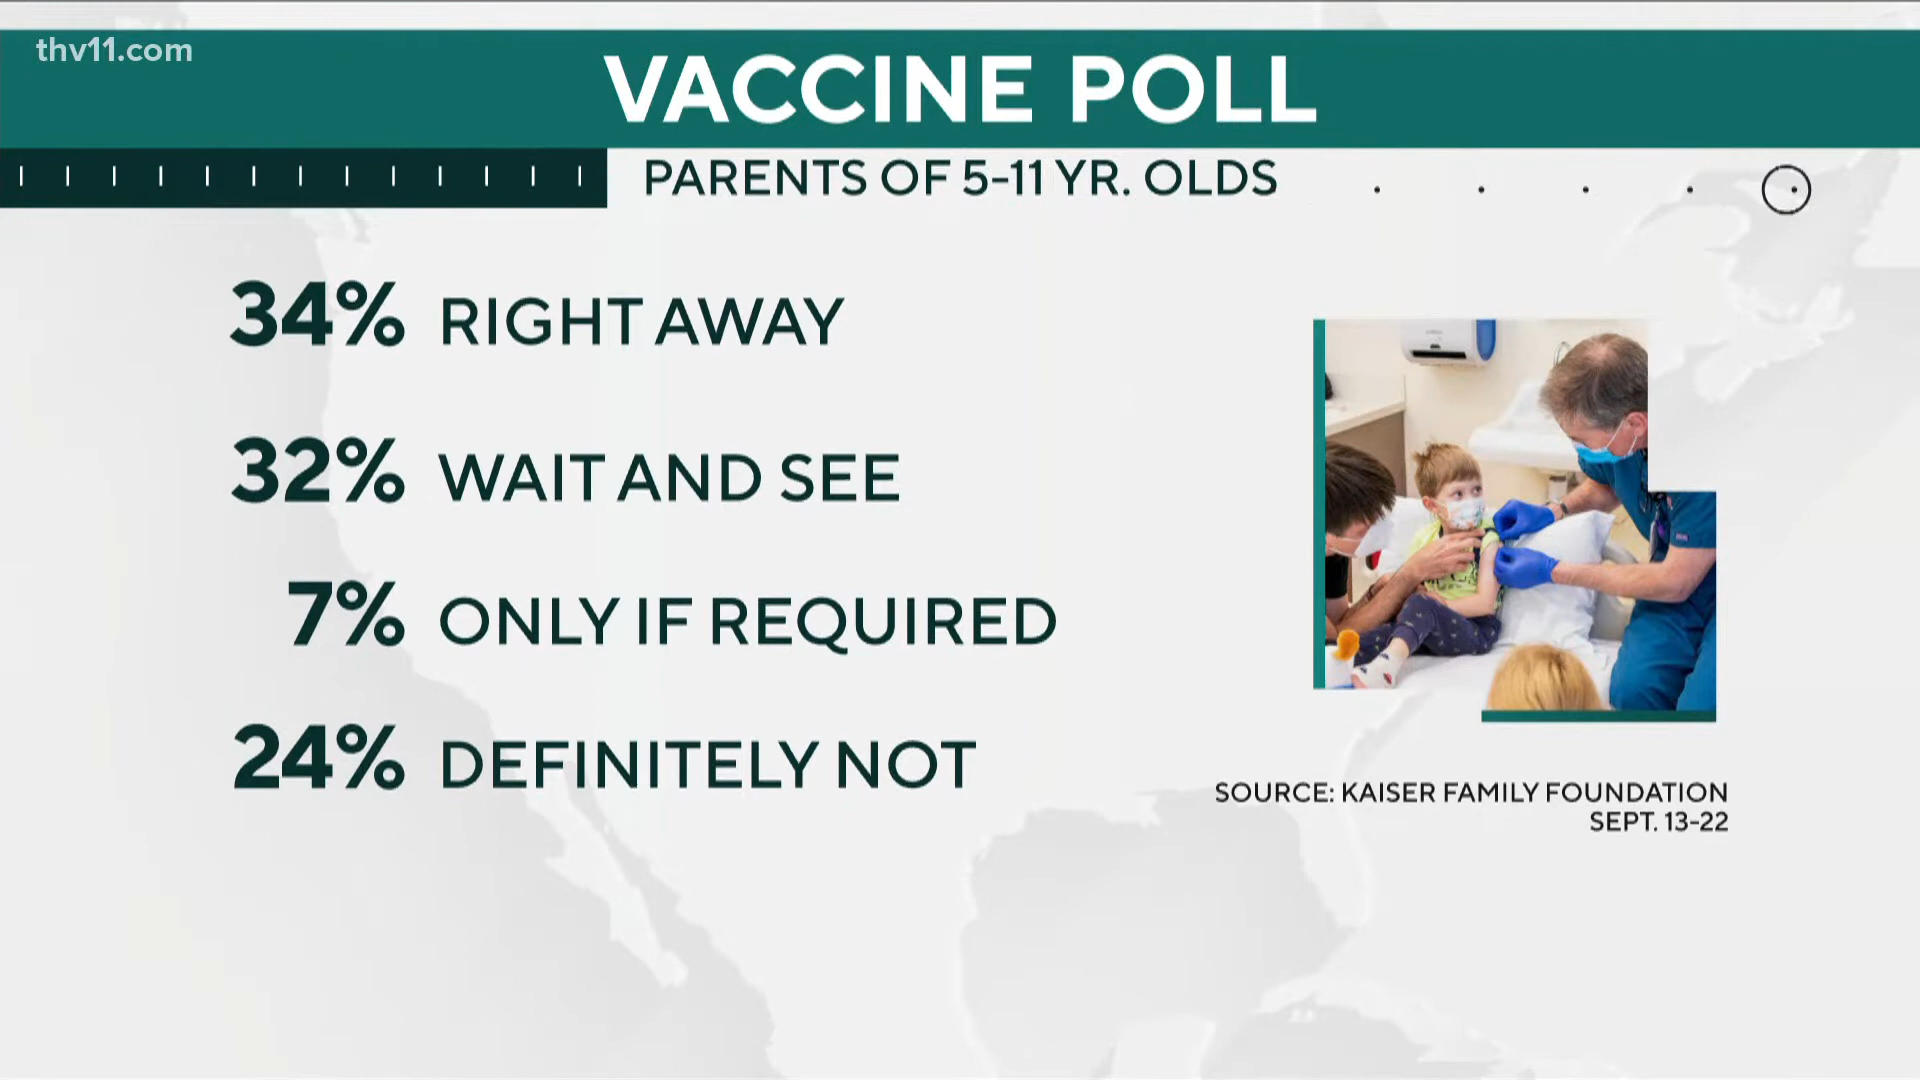 thv11.com
VACCINE POLL
PARENTS OF 5-11 YR. OLDS
34% RIGHT AWAY
32% WAIT AND SEE
7% ONLY IF REQUIRED
24% DEFINITELY NOT
SOURCE: KAISER FAMILY FOUNDATION
SEPT. 13-22